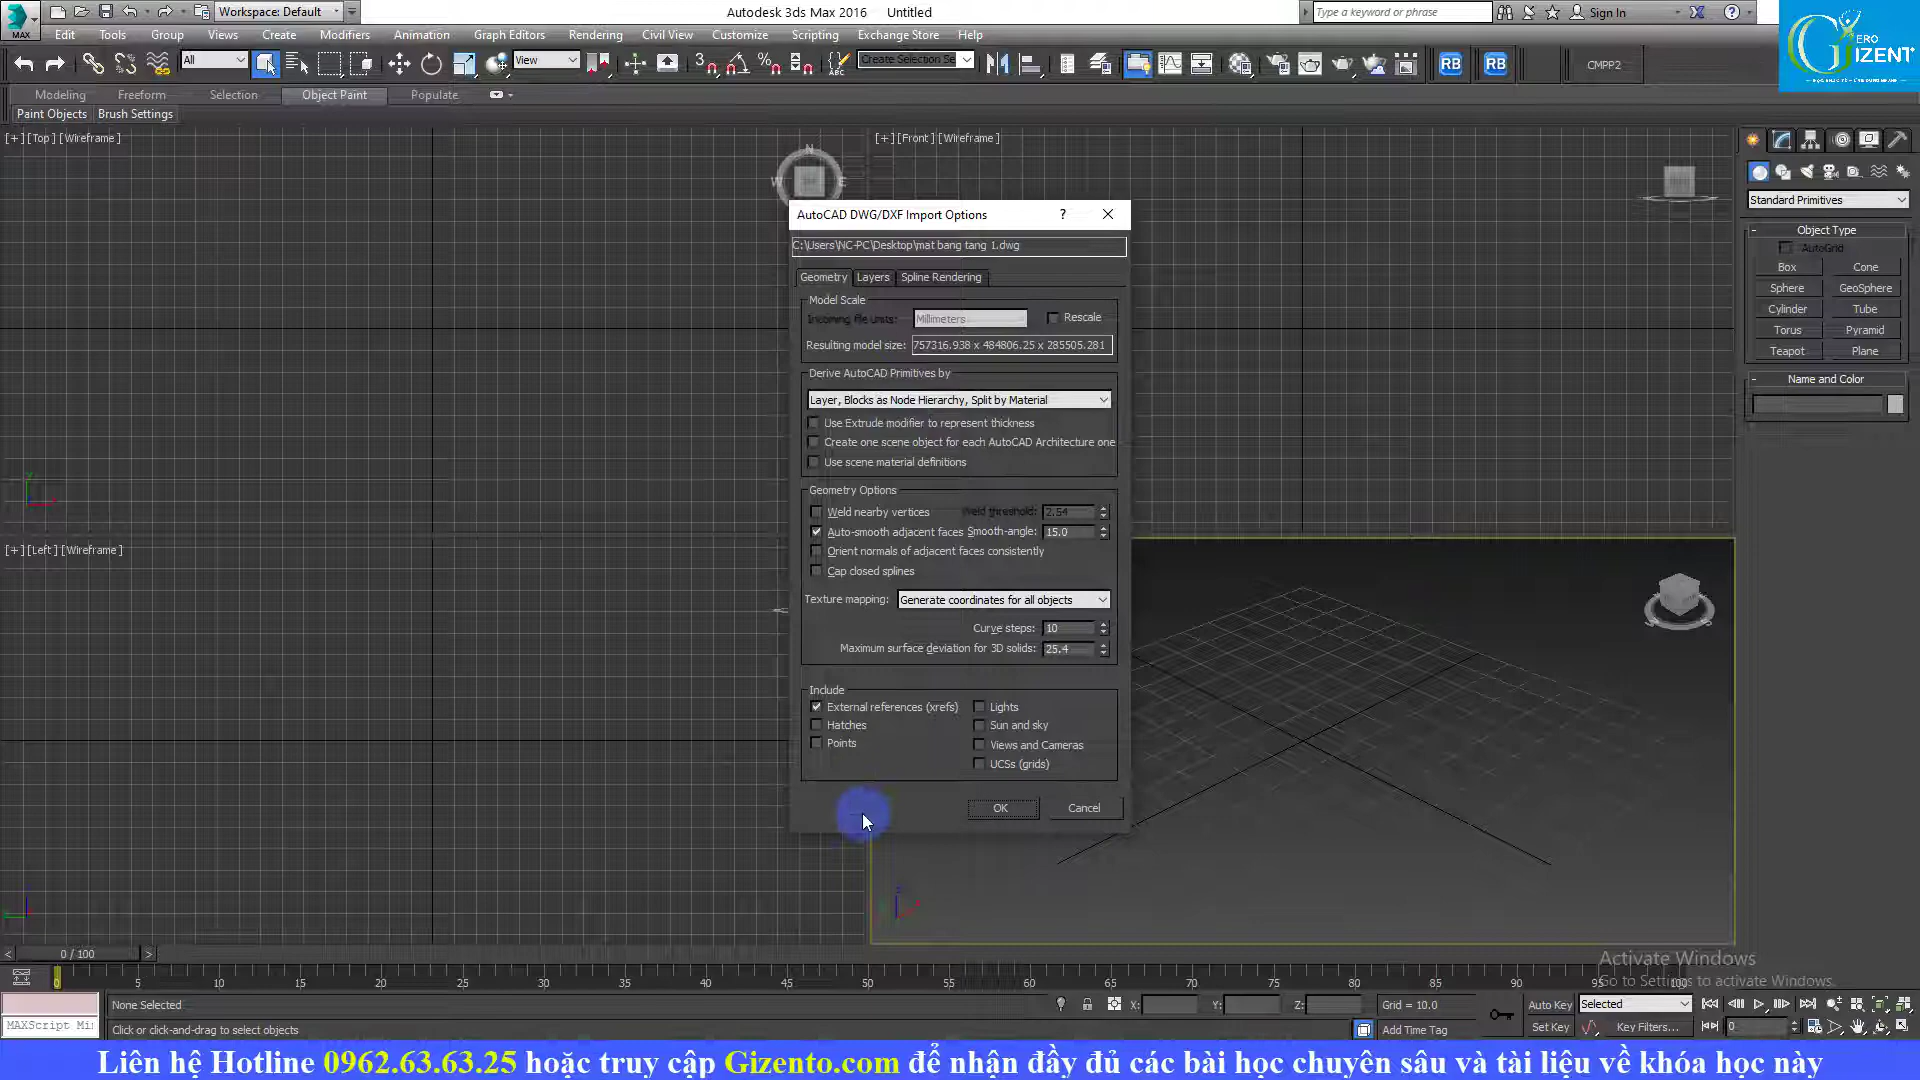 Workspace: Default
Autodesk 3ds Max 2016 Untitled
Type a keyword or phrase
Sign In
MAX
Edit Tools Group Views Create Modifiers Animation Graph Editors Rendering Civil View Customize Scripting Exchange Store Help
All
View
3
ABC
Create Selection Se
RB
RB
CMPP2
ERO
GIZENT
Modeling Freeform Selection Object Paint Populate
Paint Objects Brush Settings
[+] [Top] [Wireframe]
[+] [Front] [Wireframe]
N
W E
Standard Primitives
Object Type
AutoGrid
Box Cone
Sphere GeoSphere
Cylinder Tube
Torus Pyramid
Teapot Plane
Name and Color
AutoCAD DWG/DXF Import Options
C:\Users\NC-PC\Desktop\mat bang tang 1.dwg
Geometry Layers Spline Rendering
Model Scale
Incoming file units: Millimeters Rescale
Resulting model size: 757316.938 x 484806.25 x 285505.281
Derive AutoCAD Primitives by
Layer, Blocks as Node Hierarchy, Split by Material
Use Extrude modifier to represent thickness
Create one scene object for each AutoCAD Architecture one
Use scene material definitions
Geometry Options
Weld nearby vertices Weld threshold: 2.54
Auto-smooth adjacent faces Smooth-angle: 15.0
Orient normals of adjacent faces consistently
Cap closed splines
Texture mapping: Generate coordinates for all objects
Curve steps: 10
Maximum surface deviation for 3D solids: 25.4
Include
External references (xrefs) Lights
Hatches Sun and sky
Points Views and Cameras
UCSs (grids)
OK Cancel
[+] [Left] [Wireframe]
0 / 100
0 5 10 15 20 25 30 35 40 45 50 55 60 65 70 75 80 85 90 95 100
Activate Windows
Go to Settings to activate Windows.
None Selected
X: Y: Z:
Grid = 10.0
Auto Key Selected
MAXScript Mi
Click or click-and-drag to select objects
Add Time Tag
Set Key Key Filters...
0
Liên hệ Hotline 0962.63.63.25 hoặc truy cập Gizento.com để nhận đầy đủ các bài học chuyên sâu và tài liệu về khóa học này